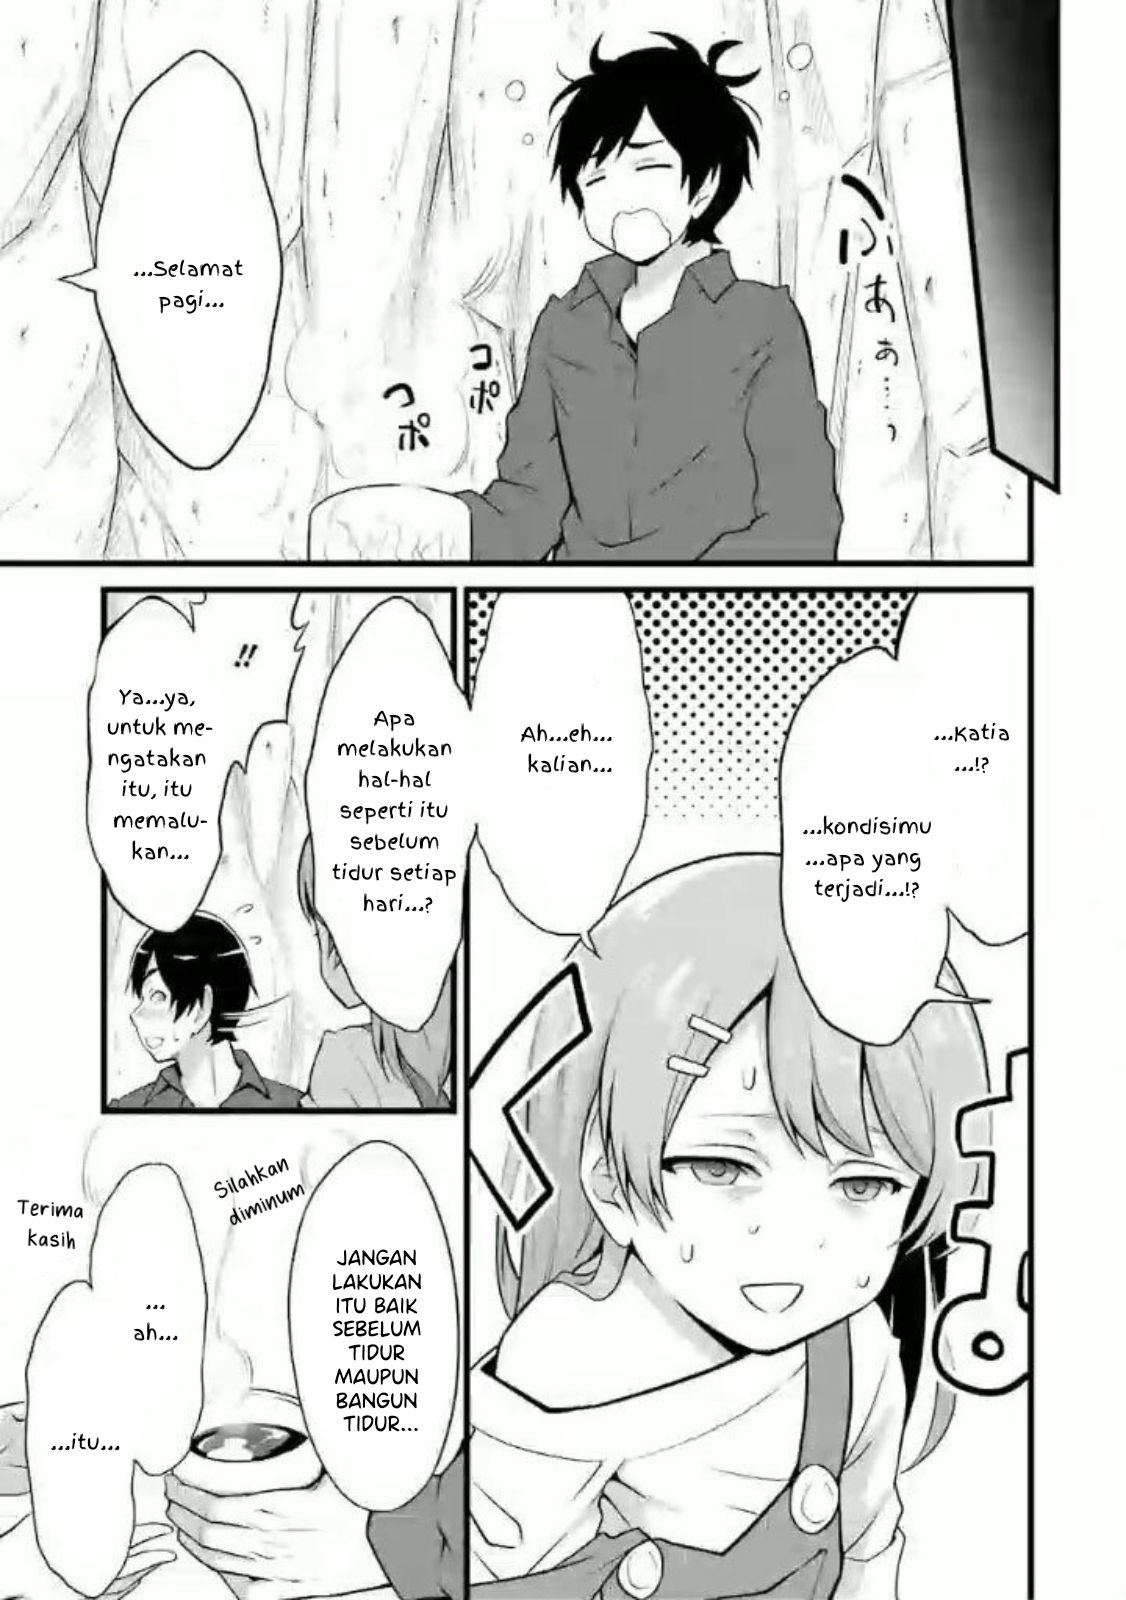 ふぁあぁ……っ
コポ
コポ
...Selamat
pagi...
...Katia
...!?
...kondisimu
...apa yang
terjadi...!?
Ah...eh...
kalian...
Apa
melakukan
hal-hal
seperti itu
sebelum
tidur setiap
hari...?
!!
Ya...ya,
untuk me-
ngatakan
itu, itu
memalu-
kan...
JANGAN
LAKUKAN
ITU BAIK
SEBELUM
TIDUR
MAUPUN
BANGUN
TIDUR...
Silahkan
diminum
Terima
kasih
...
ah...
...itu...